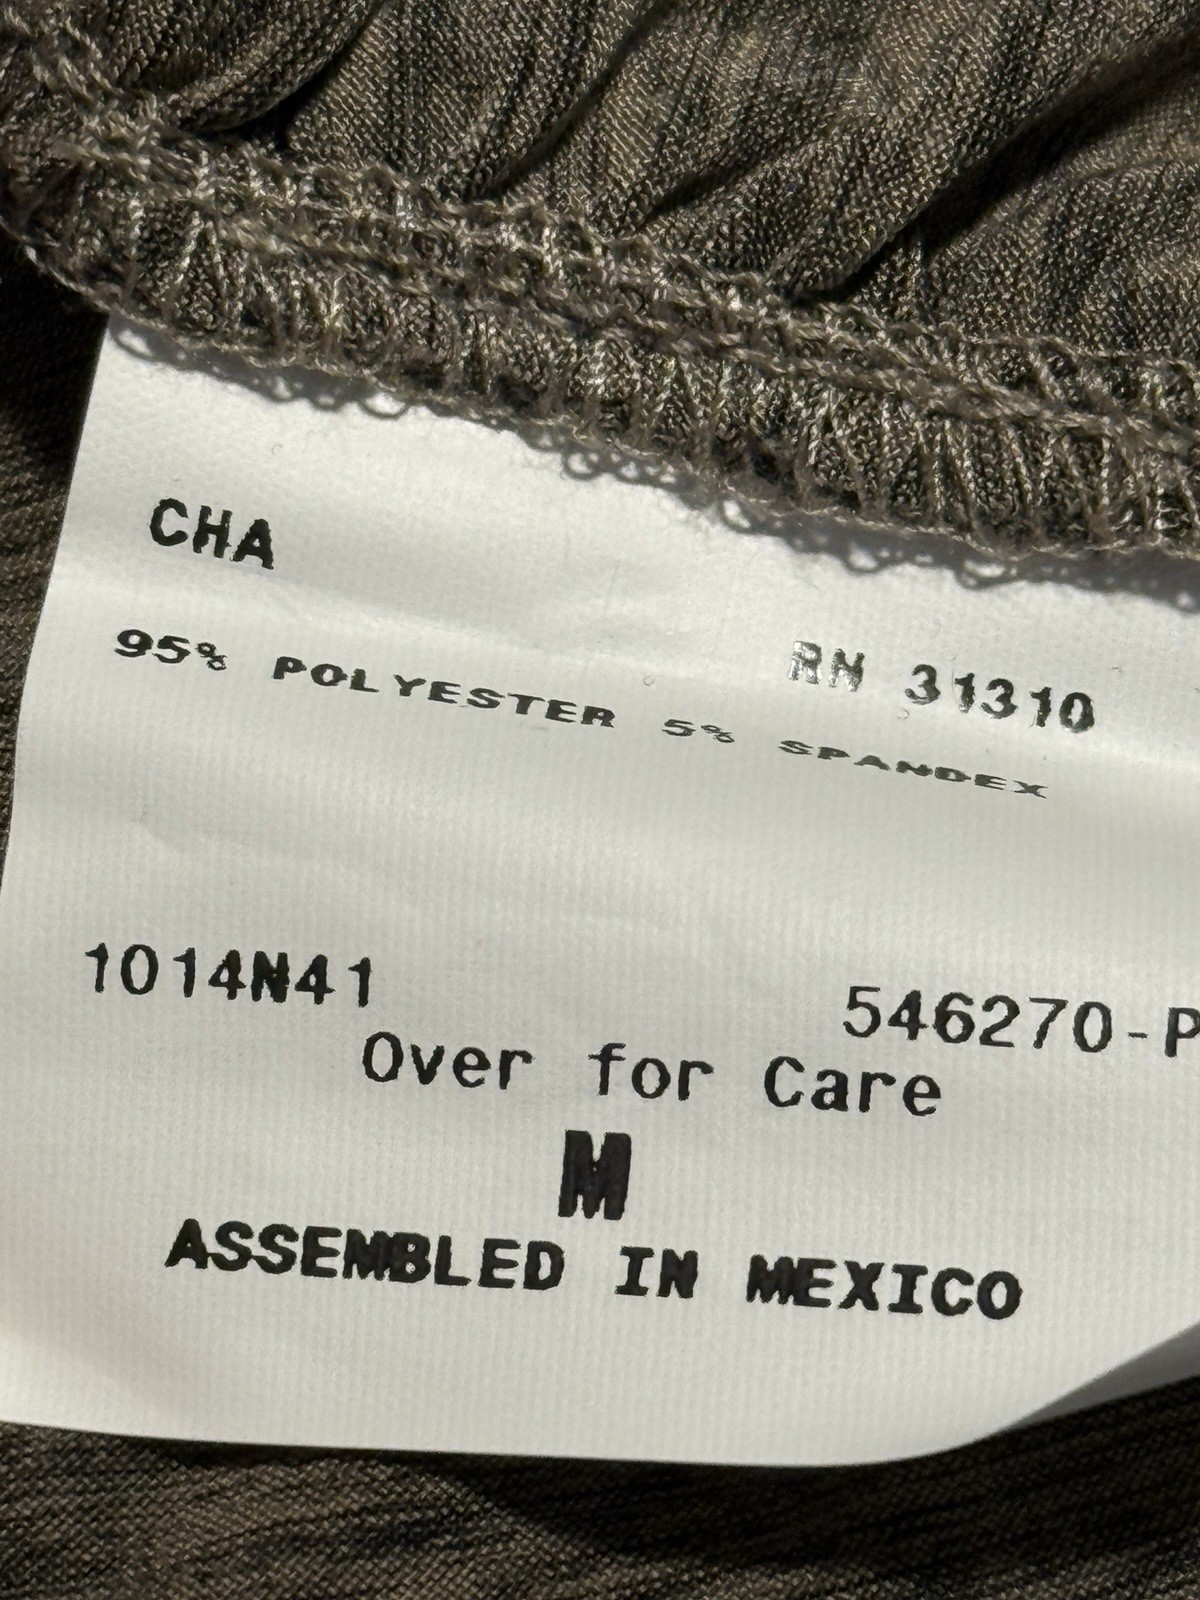 CHA
RN 31310
95% POLYESTER 5% SPANDEX
1014N41
546270-P
Over for Care
M
ASSEMBLED IN MEXICO